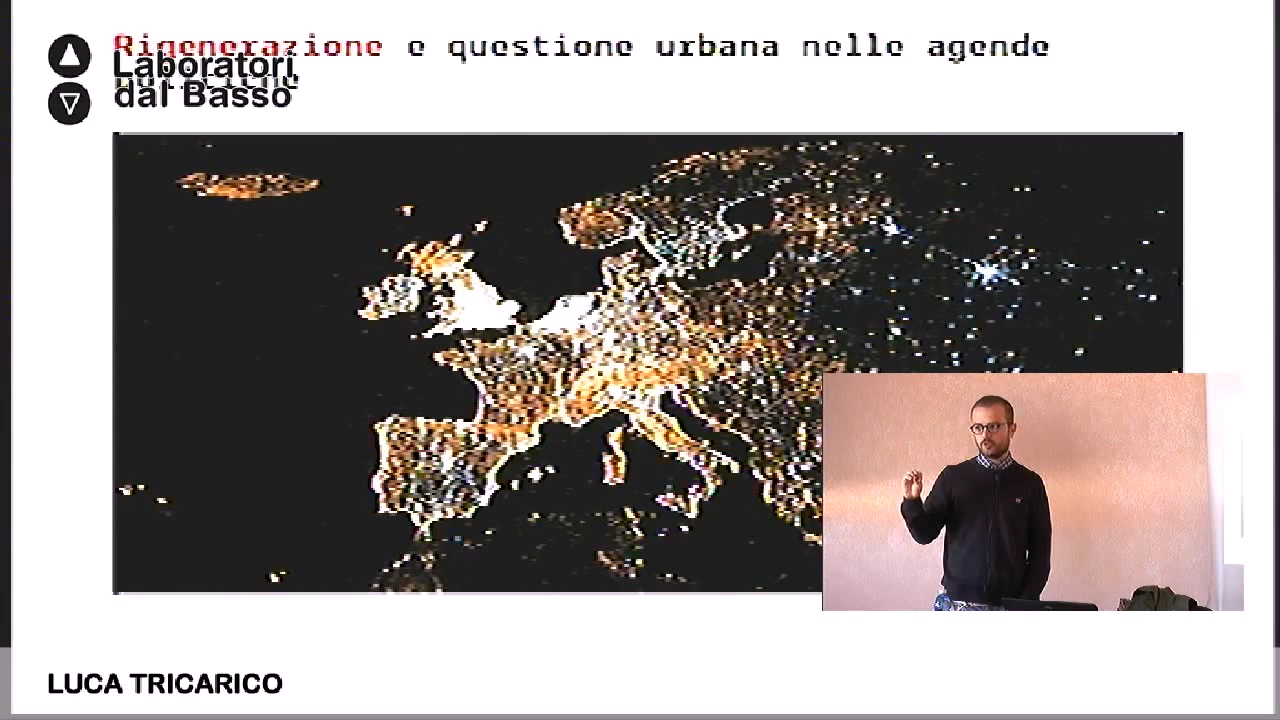 Rigenerazione e questione urbana nelle agende
Laboratori
dal Basso
LUCA TRICARICO